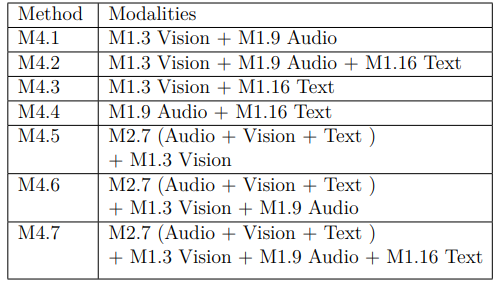 Method Modalities
M4.1 M1.3 Vision + M1.9 Audio
M4.2 M1.3 Vision + M1.9 Audio + M1.16 Text
M4.3 M1.3 Vision + M1.16 Text
M4.4 M1.9 Audio + M1.16 Text
M4.5 M2.7 (Audio + Vision + Text )
+ M1.3 Vision
M4.6 M2.7 (Audio + Vision + Text )
+ M1.3 Vision + M1.9 Audio
M4.7 M2.7 (Audio + Vision + Text )
+ M1.3 Vision + M1.9 Audio + M1.16 Text